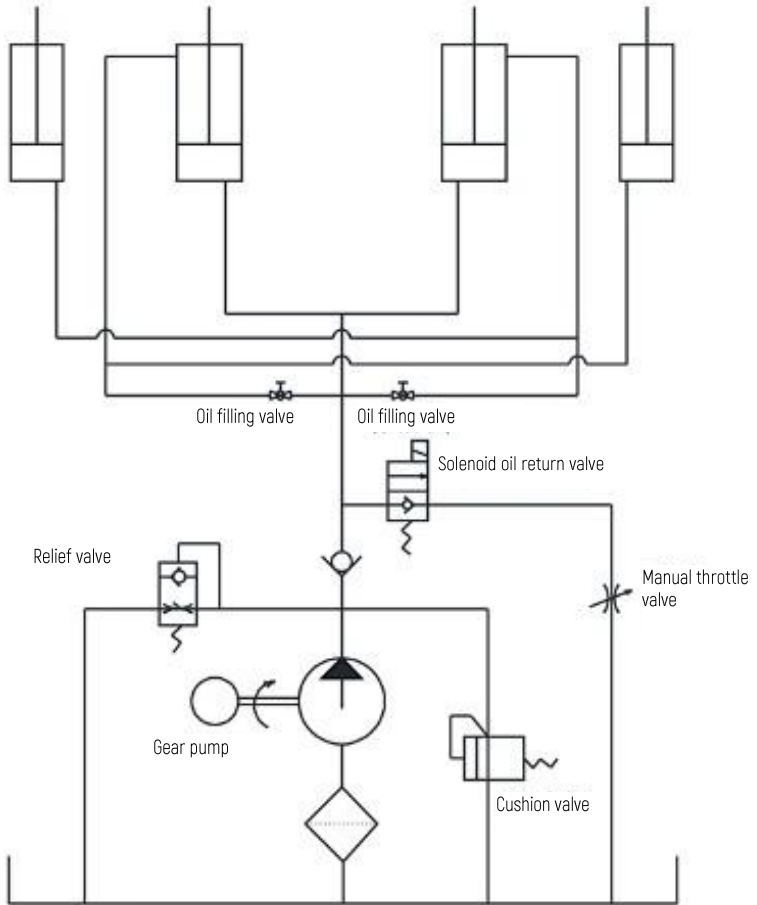 Oil filling valve
Oil filling valve
Solenoid oil return valve
Relief valve
Manual throttle
valve
Gear pump
Cushion valve